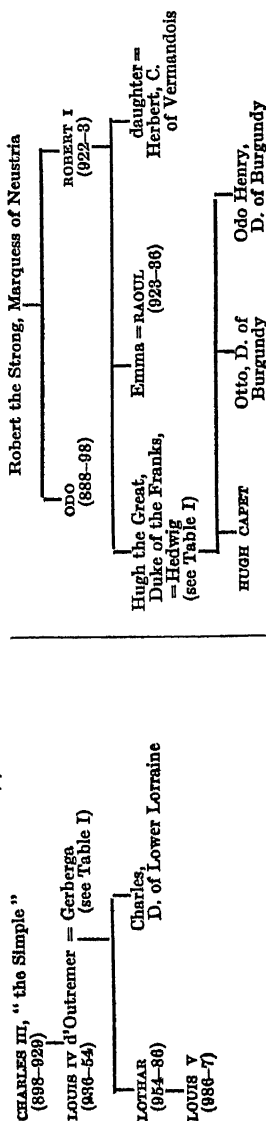 CHARLES III, "the Simple"
(898–929)
LOUIS IV d'Outremer = Gerberga
(936–54) (see Table I)
LOTHAR Charles,
(954–86) D. of Lower Lorraine
LOUIS V
(986–7)
Robert the Strong, Marquess of Neustria
ODO ROBERT I
(888–98) (922–3)
Hugh the Great, Emma = RAOUL daughter =
Duke of the Franks, (923–36) Herbert, C.
= Hedwig of Vermandois
(see Table I)
HUGH CAPET Otto, D. of Odo Henry,
Burgundy D. of Burgundy